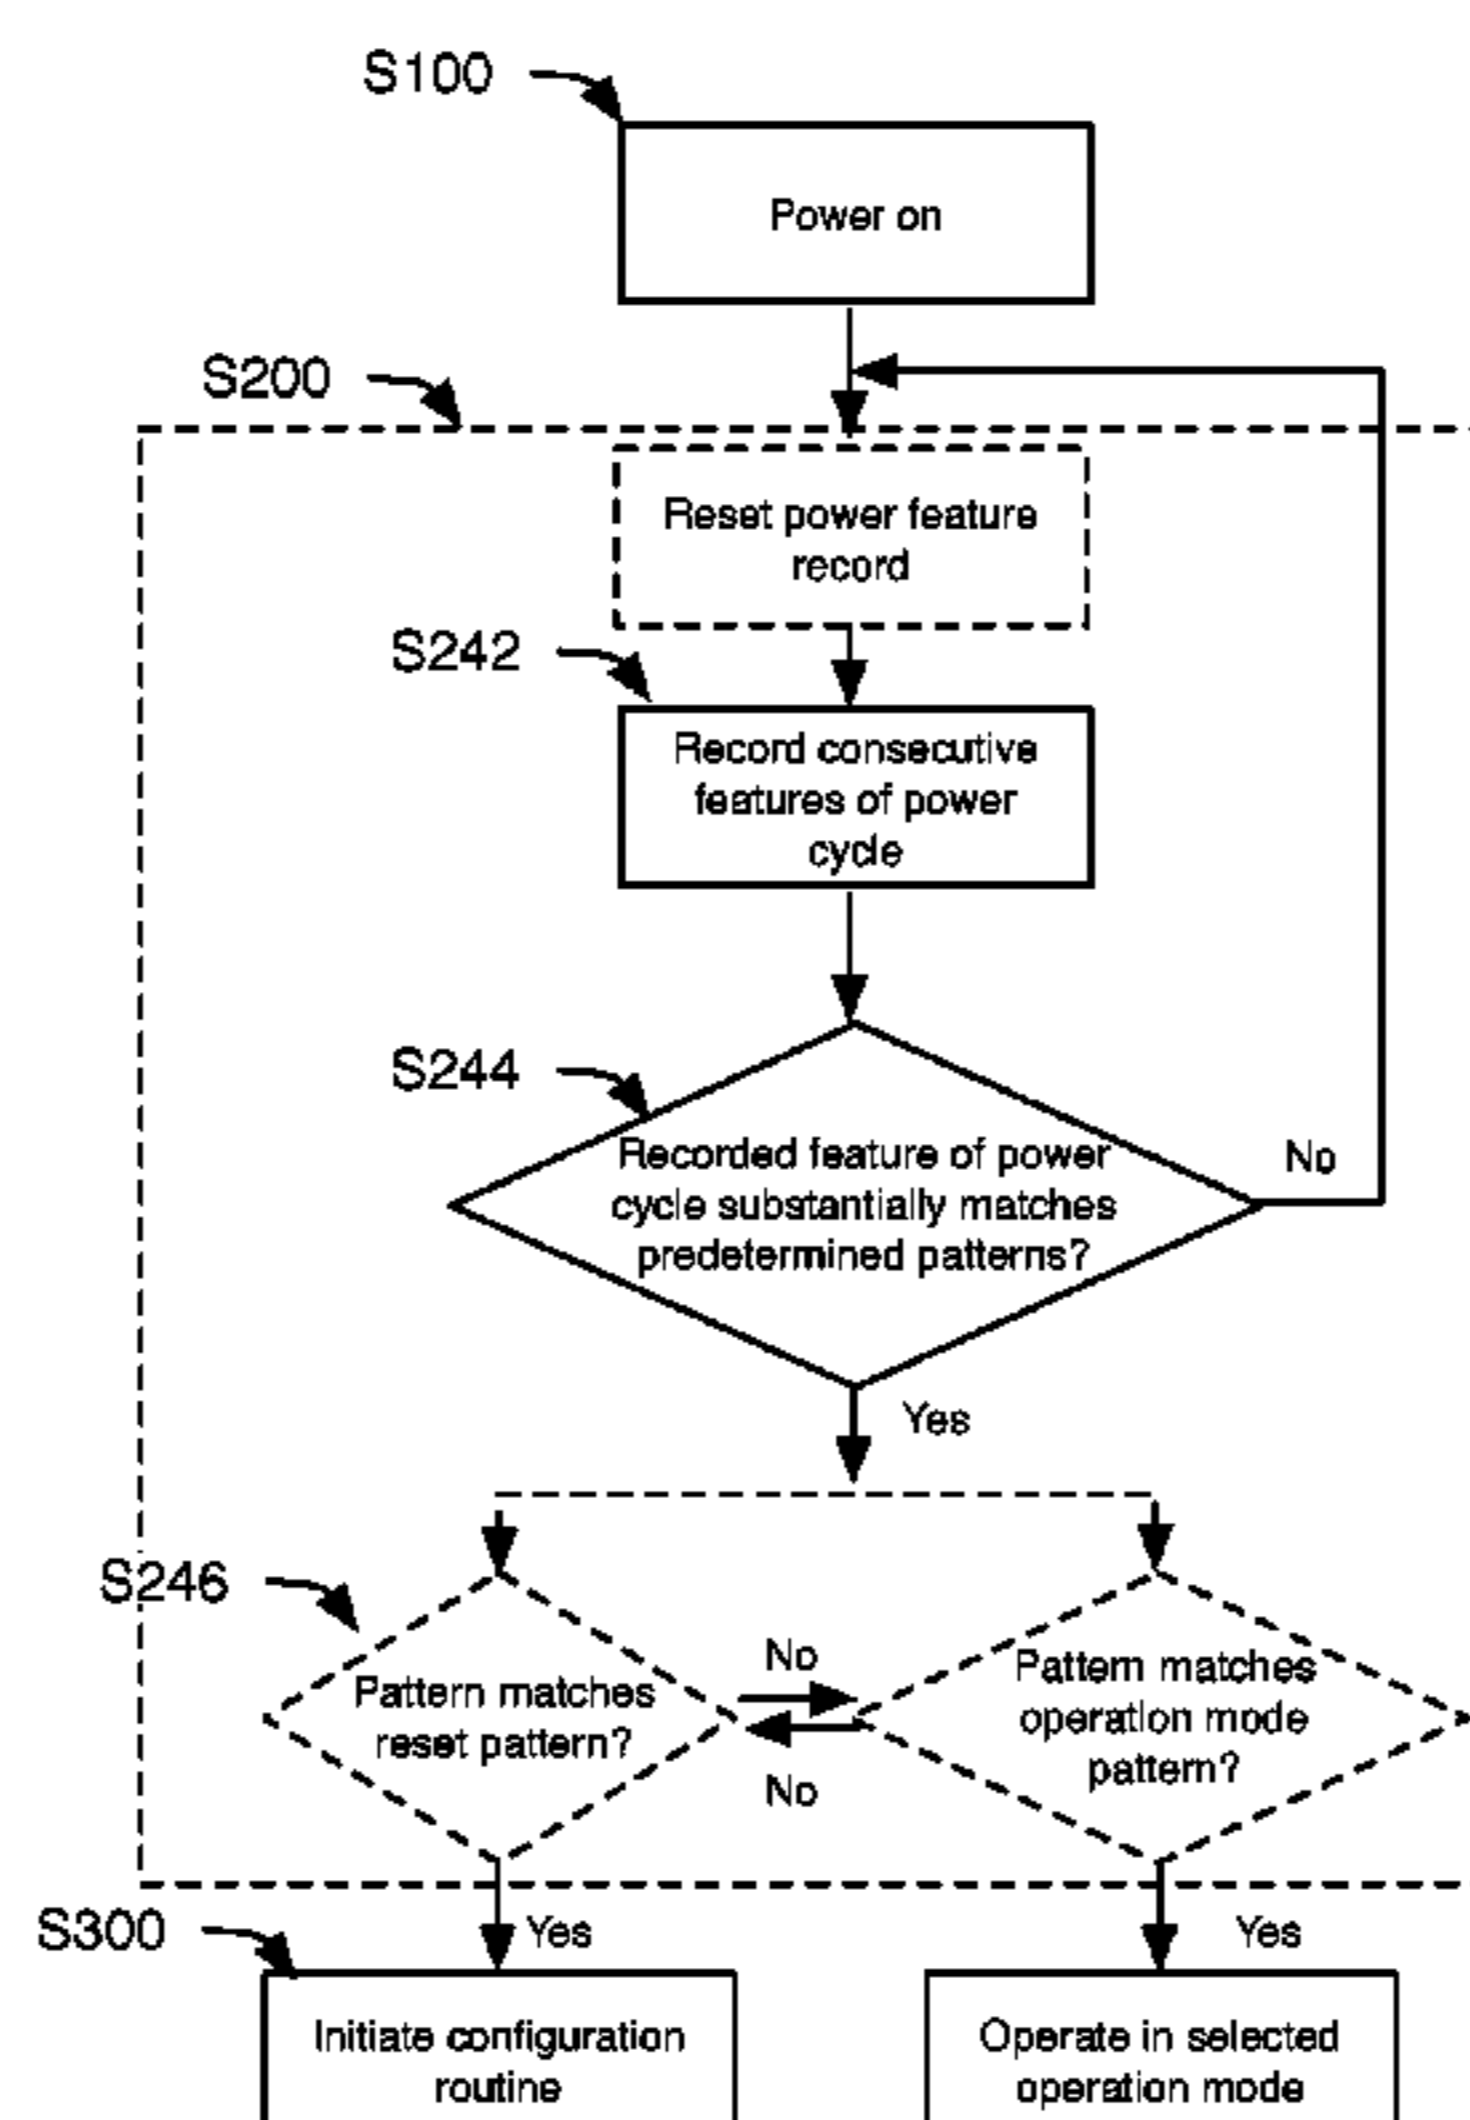 S100
Power on
S200
Reset power feature
record
S242
Record consecutive
features of power
cycle
S244
Recorded feature of power
cycle substantially matches
predetermined patterns?
No
Yes
S246
Pattern matches
reset pattern?
No
No
Pattern matches
operation mode
pattern?
S300
Yes
Yes
Initiate configuration
routine
Operate in selected
operation mode